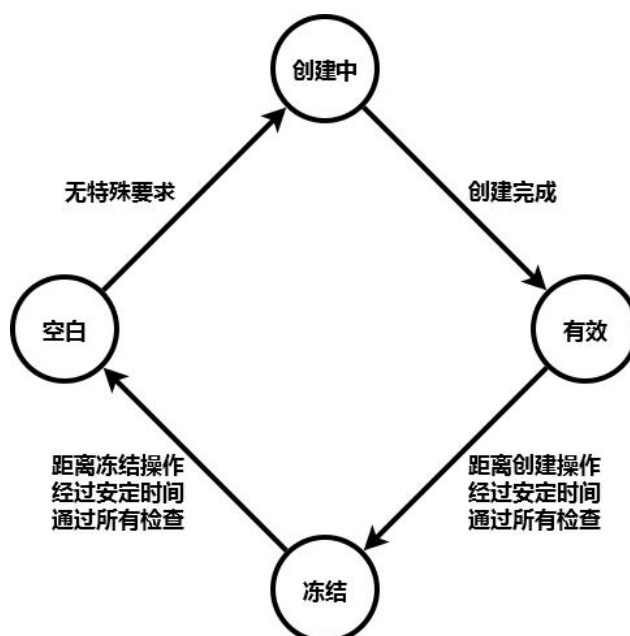 创建中
无特殊要求
创建完成
空白
有效
距离冻结操作
经过安定时间
通过所有检查
距离创建操作
经过安定时间
通过所有检查
冻结